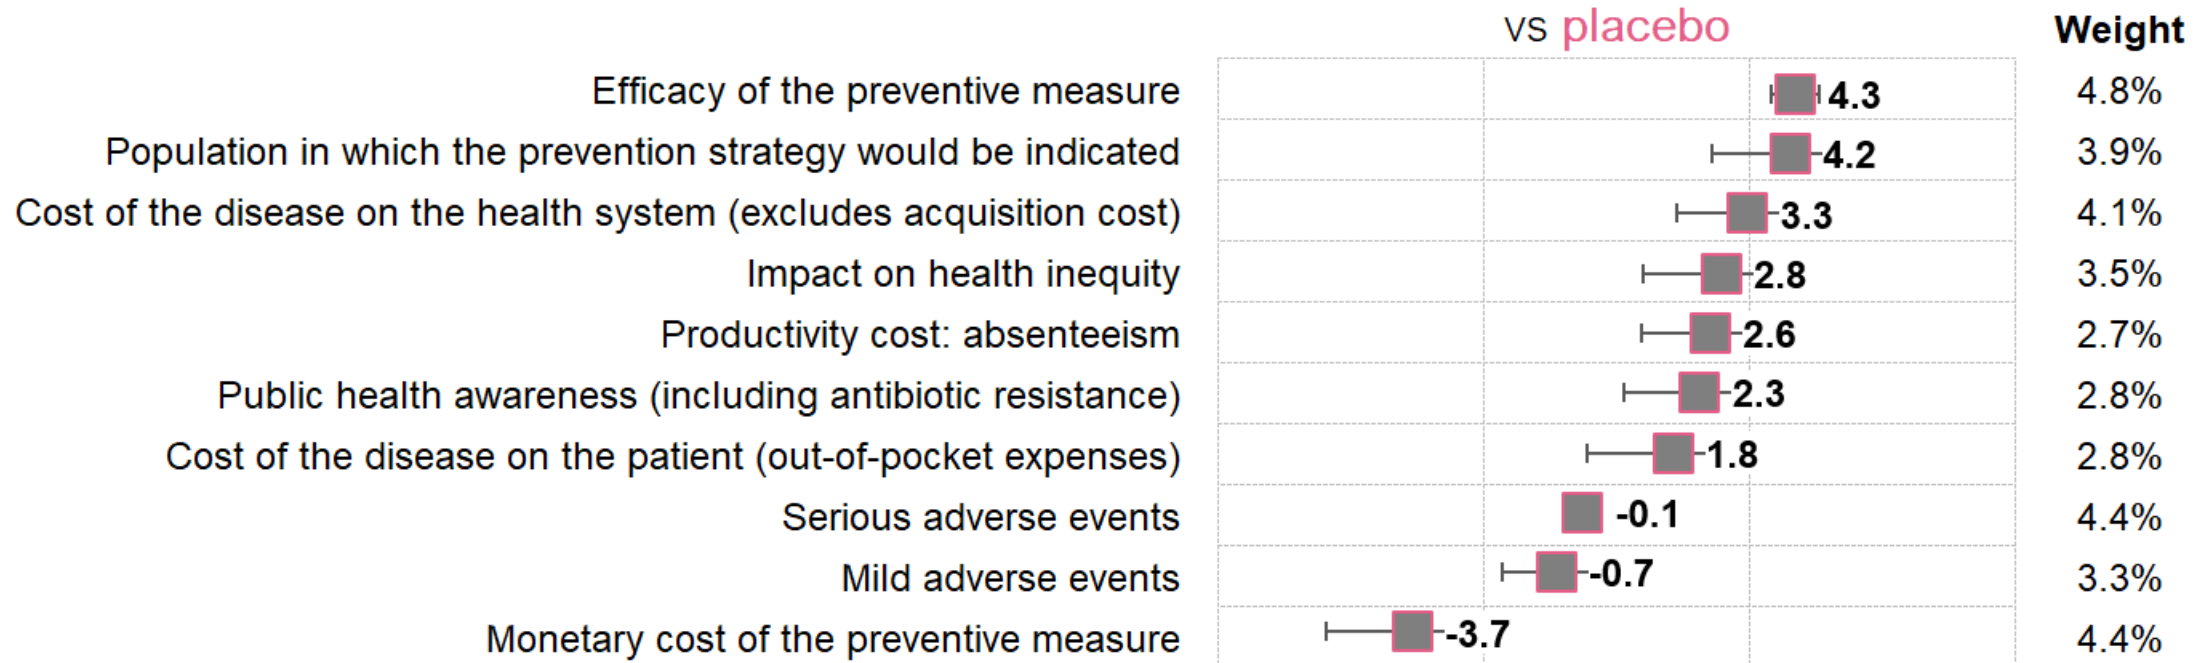 vs placebo Weight
Efficacy of the preventive measure 4.3 4.8%
Population in which the prevention strategy would be indicated 4.2 3.9%
Cost of the disease on the health system (excludes acquisition cost) 3.3 4.1%
Impact on health inequity 2.8 3.5%
Productivity cost: absenteeism 2.6 2.7%
Public health awareness (including antibiotic resistance) 2.3 2.8%
Cost of the disease on the patient (out-of-pocket expenses) 1.8 2.8%
Serious adverse events -0.1 4.4%
Mild adverse events -0.7 3.3%
Monetary cost of the preventive measure -3.7 4.4%